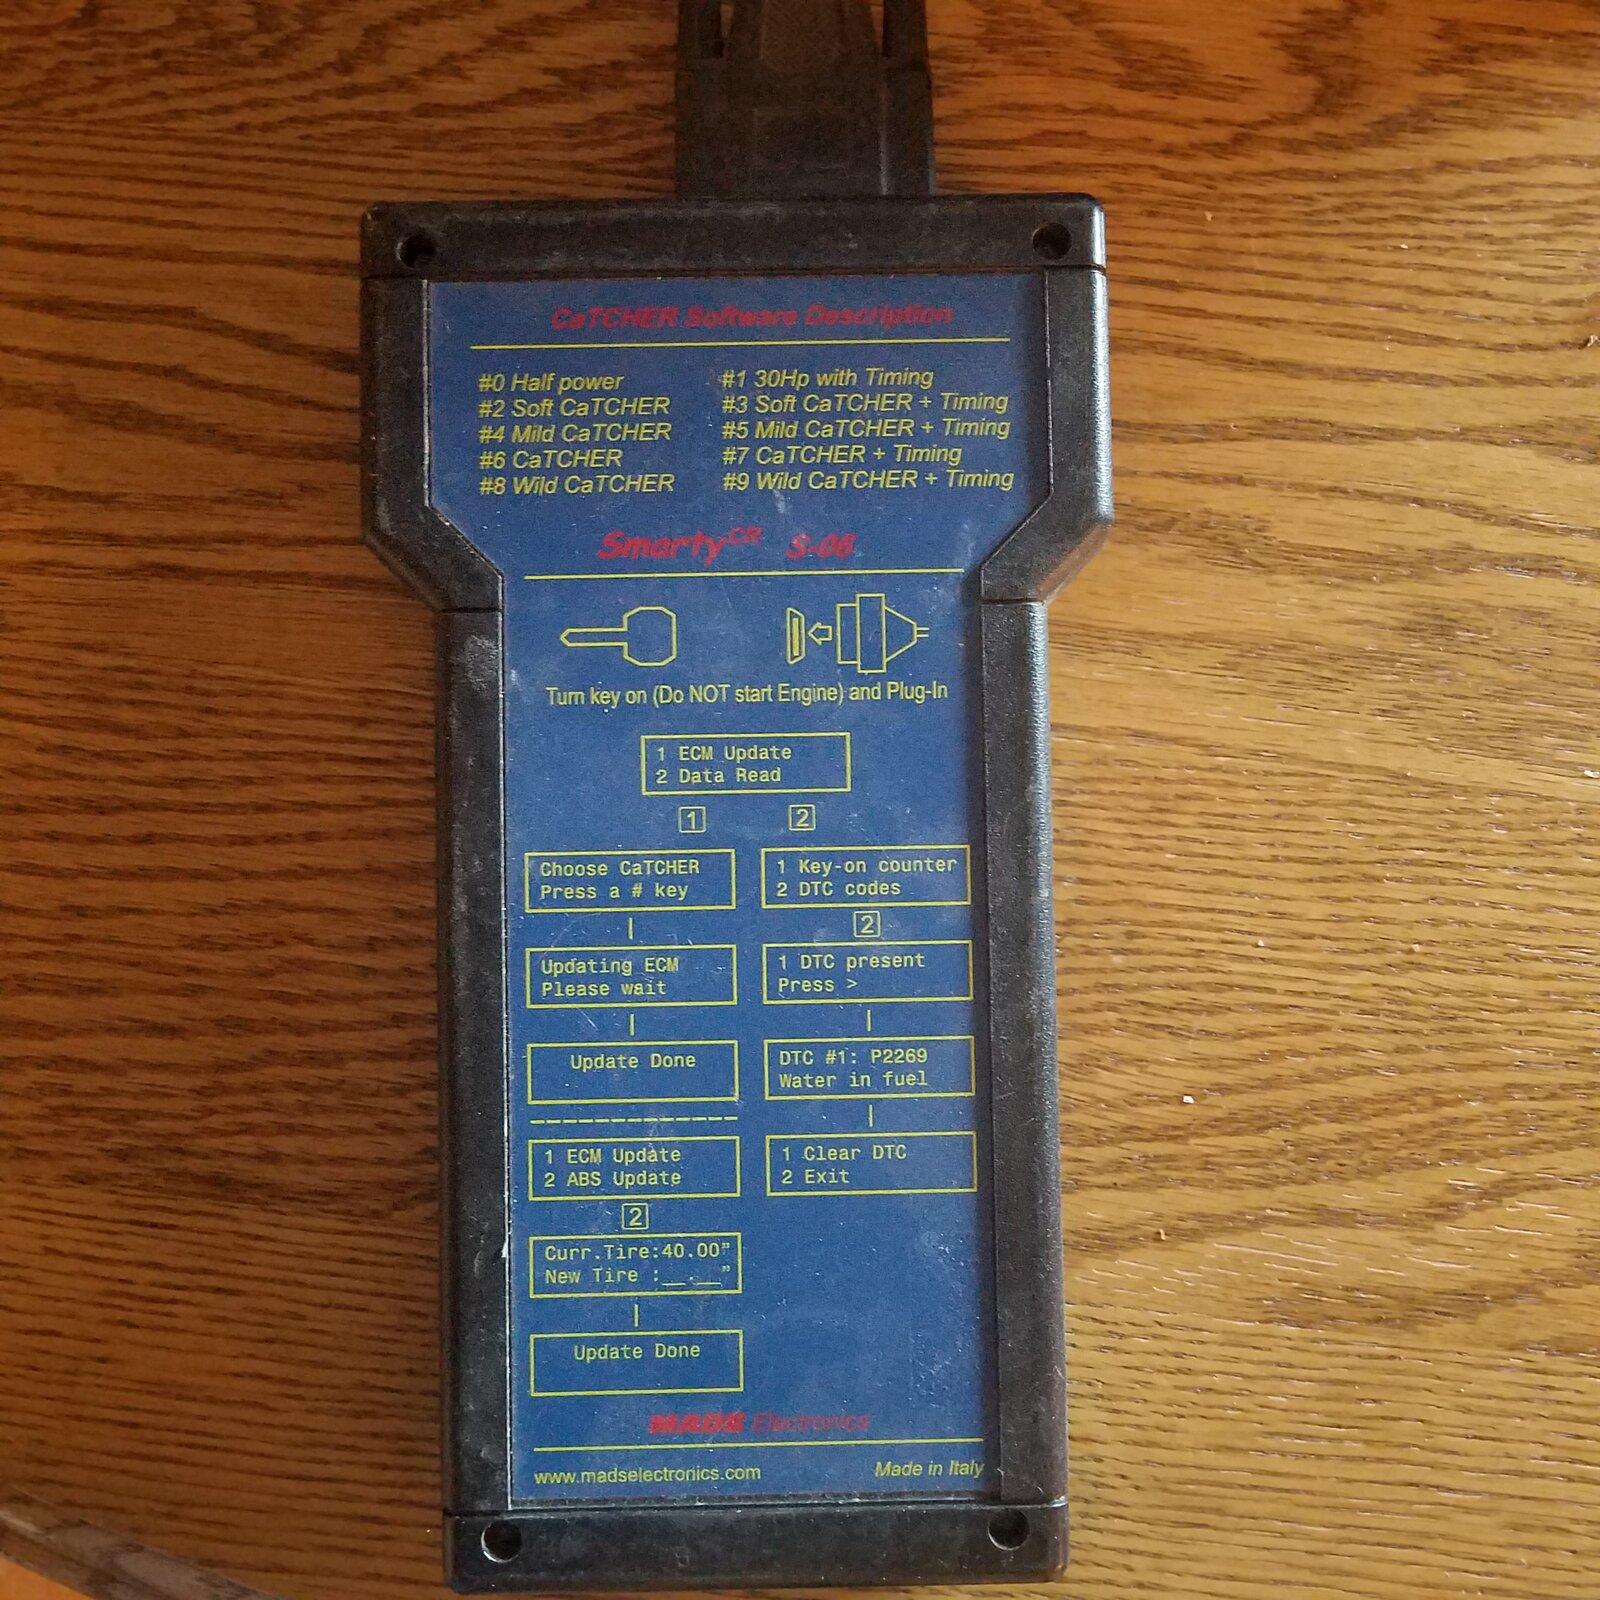 CaTCHER Software Description
#0 Half power
#1 30Hp with Timing
#2 Soft CaTCHER
#3 Soft CaTCHER + Timing
#4 Mild CaTCHER
#5 Mild CaTCHER + Timing
#6 CaTCHER
#7 CaTCHER + Timing
#8 Wild CaTCHER
#9 Wild CaTCHER + Timing
Smarty CR S-06
Turn key on (Do NOT start Engine) and Plug-In
1 ECM Update
2 Data Read
1
2
Choose CaTCHER
Press a # key
Updating ECM
Please wait
Update Done
1 ECM Update
2 ABS Update
2
Curr.Tire:40.00"
New Tire :__.__"
Update Done
1 Key-on counter
2 DTC codes
2
1 DTC present
Press >
DTC #1: P2269
Water in fuel
1 Clear DTC
2 Exit
MADS Electronics
www.madselectronics.com
Made in Italy